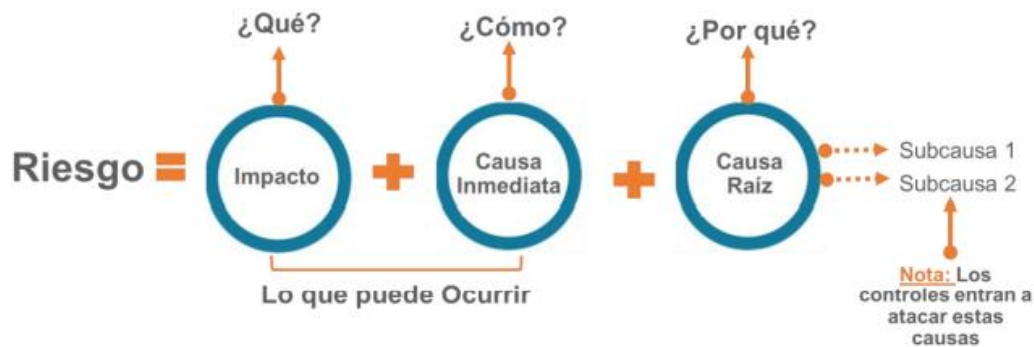 ¿Qué?
¿Cómo?
¿Por qué?
Riesgo =
Impacto
+
Causa
Inmediata
+
Causa
Raíz
Subcausa 1
Subcausa 2
Lo que puede Ocurrir
Nota: Los
controles entran a
atacar estas
causas